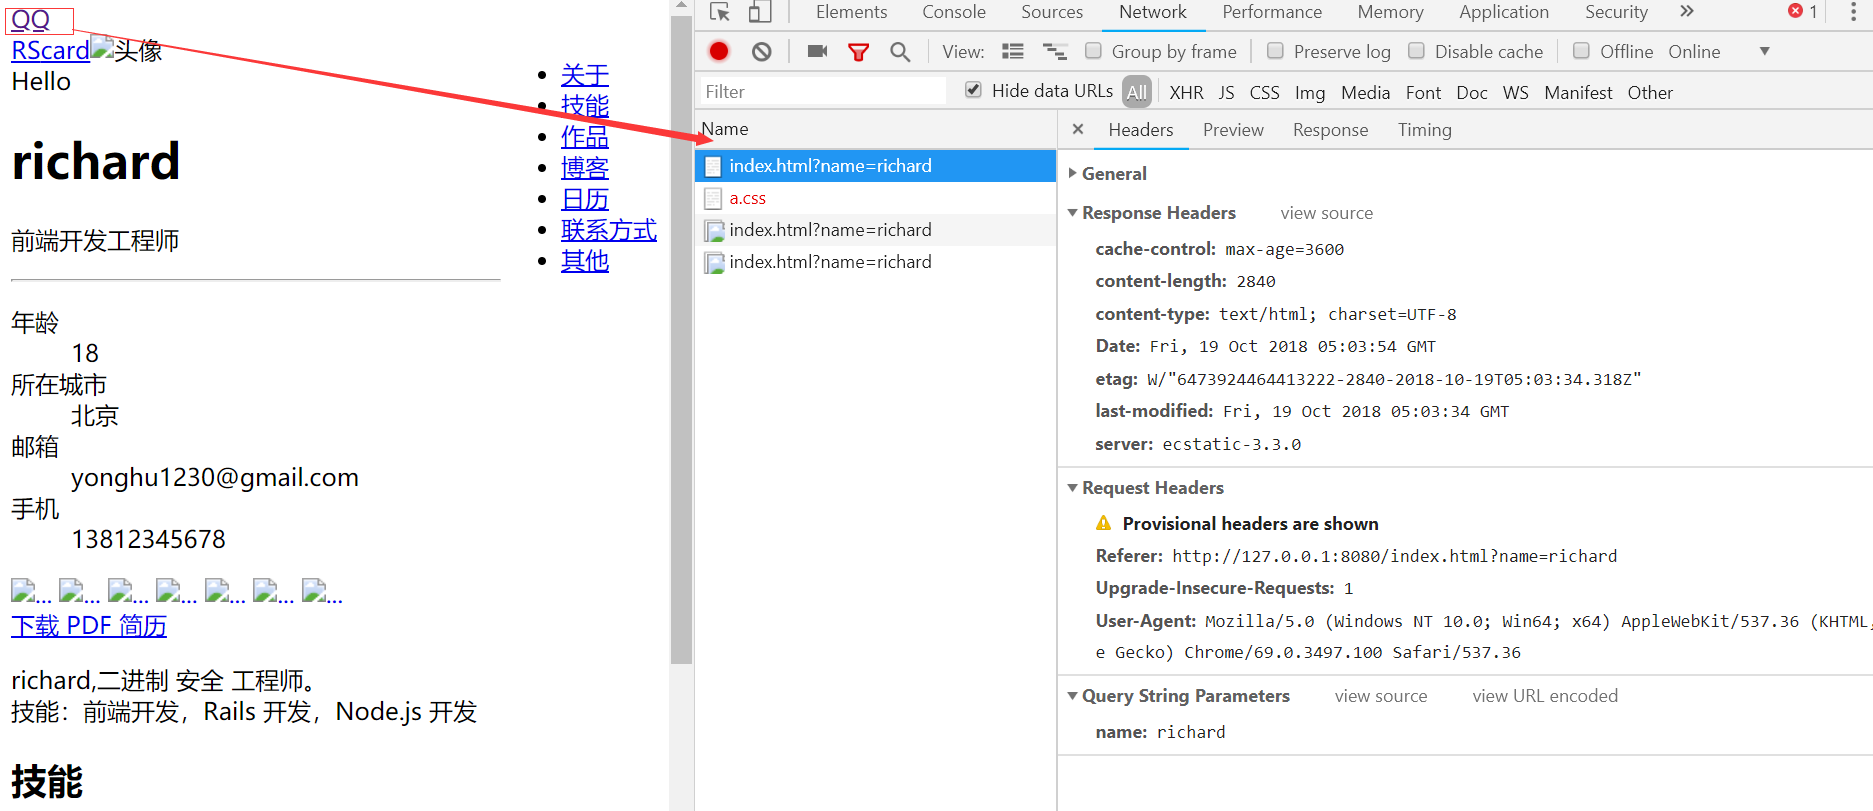 QQ
RScard头像
Hello
richard
前端开发工程师
年龄
18
所在城市
北京
邮箱
yonghu1230@gmail.com
手机
13812345678
... ... ... ... ... ... ...
下载 PDF 简历
richard,二进制 安全 工程师。
技能：前端开发，Rails 开发，Node.js 开发
技能
关于
技能
作品
博客
日历
联系方式
其他
Elements Console Sources Network Performance Memory Application Security » 1
View: Group by frame Preserve log Disable cache Offline Online
Filter Hide data URLs All XHR JS CSS Img Media Font Doc WS Manifest Other
Name
index.html?name=richard
a.css
index.html?name=richard
index.html?name=richard
× Headers Preview Response Timing
General
Response Headers view source
cache-control: max-age=3600
content-length: 2840
content-type: text/html; charset=UTF-8
Date: Fri, 19 Oct 2018 05:03:54 GMT
etag: W/"6473924464413222-2840-2018-10-19T05:03:34.318Z"
last-modified: Fri, 19 Oct 2018 05:03:34 GMT
server: ecstatic-3.3.0
Request Headers
Provisional headers are shown
Referer: http://127.0.0.1:8080/index.html?name=richard
Upgrade-Insecure-Requests: 1
User-Agent: Mozilla/5.0 (Windows NT 10.0; Win64; x64) AppleWebKit/537.36 (KHTML,
e Gecko) Chrome/69.0.3497.100 Safari/537.36
Query String Parameters view source view URL encoded
name: richard